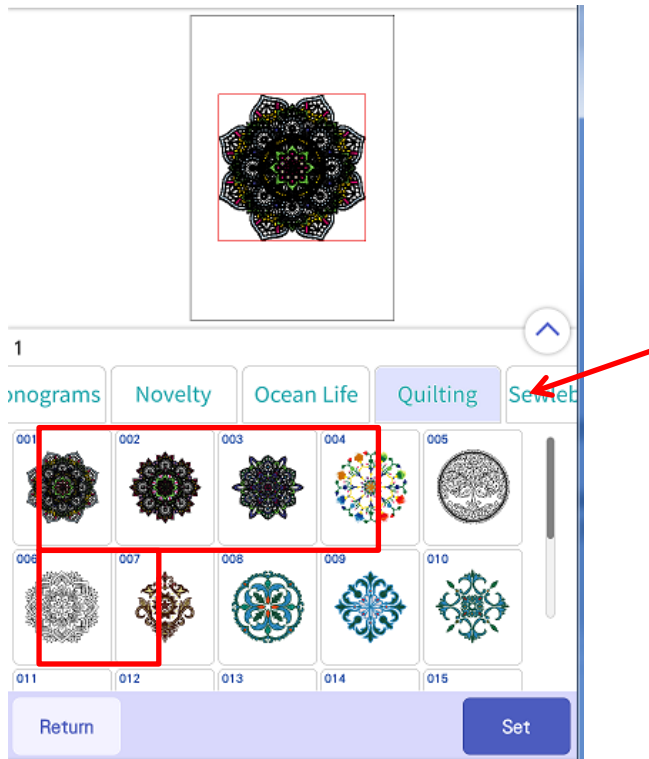 1
onograms Novelty Ocean Life Quilting Sewleb
001 002 003 004 005
006 007 008 009 010
011 012 013 014 015
Return Set